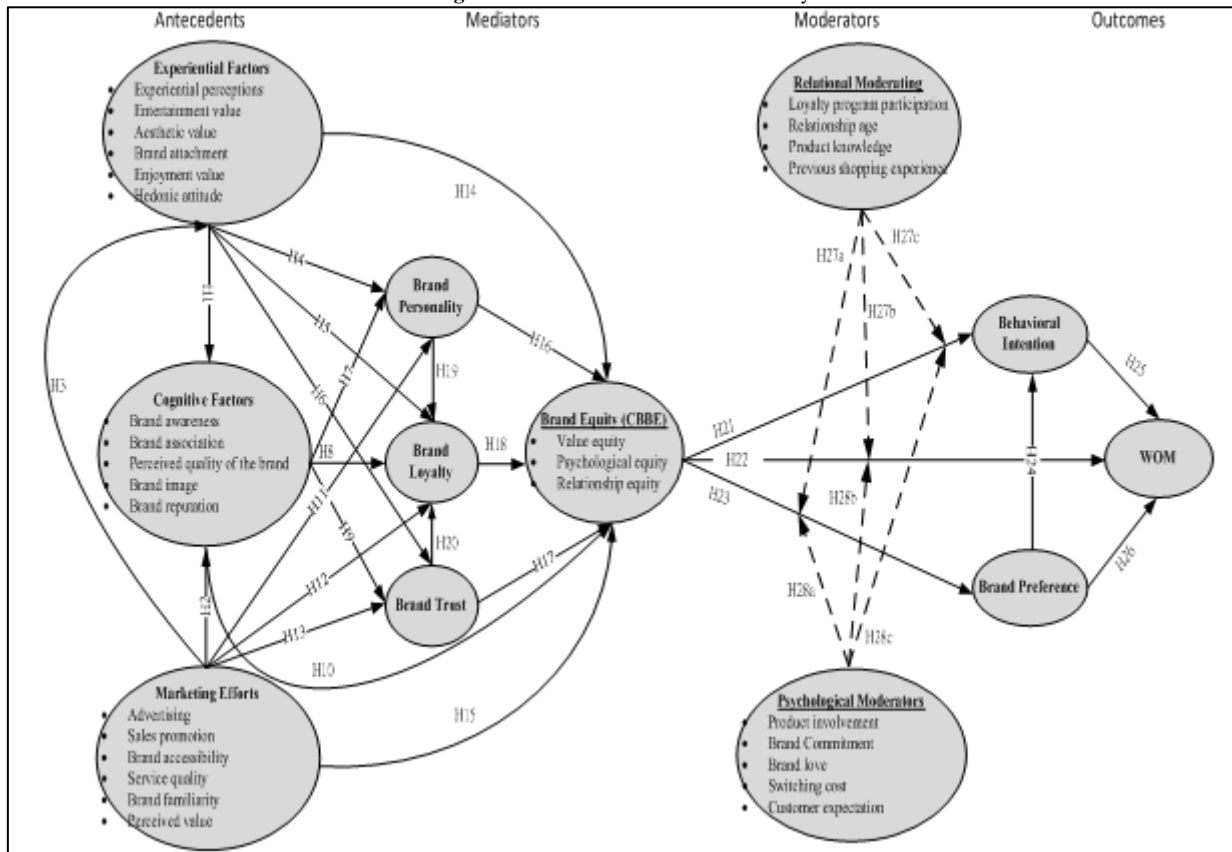 Antecedents
Mediators
Moderators
Outcomes
Experiential Factors
• Experiential perceptions
• Entertainment value
• Aesthetic value
• Brand attachment
• Enjoyment value
• Hedonic attitude
Relational Moderating
• Loyalty program participation
• Relationship age
• Product knowledge
• Previous shopping experience
H14
H27c
H27a
H4
H1
Brand
Personality
H27b
Behavioral
Intention
H5
H16
H25
H3
H7
H19
H6
Cognitive Factors
• Brand awareness
• Brand association
• Perceived quality of the brand
• Brand image
• Brand reputation
H8
H11
Brand
Loyalty
H18
Brand Equity (CBBE)
• Value equity
• Psychological equity
• Relationship equity
H21
H22
H23
H24
WOM
H28b
H9
H20
H12
H17
H26
H2
H13
Brand Trust
H28a
Brand Preference
H28c
H10
H15
Marketing Efforts
• Advertising
• Sales promotion
• Brand accessibility
• Service quality
• Brand familiarity
• Perceived value
Psychological Moderators
• Product involvement
• Brand Commitment
• Brand love
• Switching cost
• Customer expectation